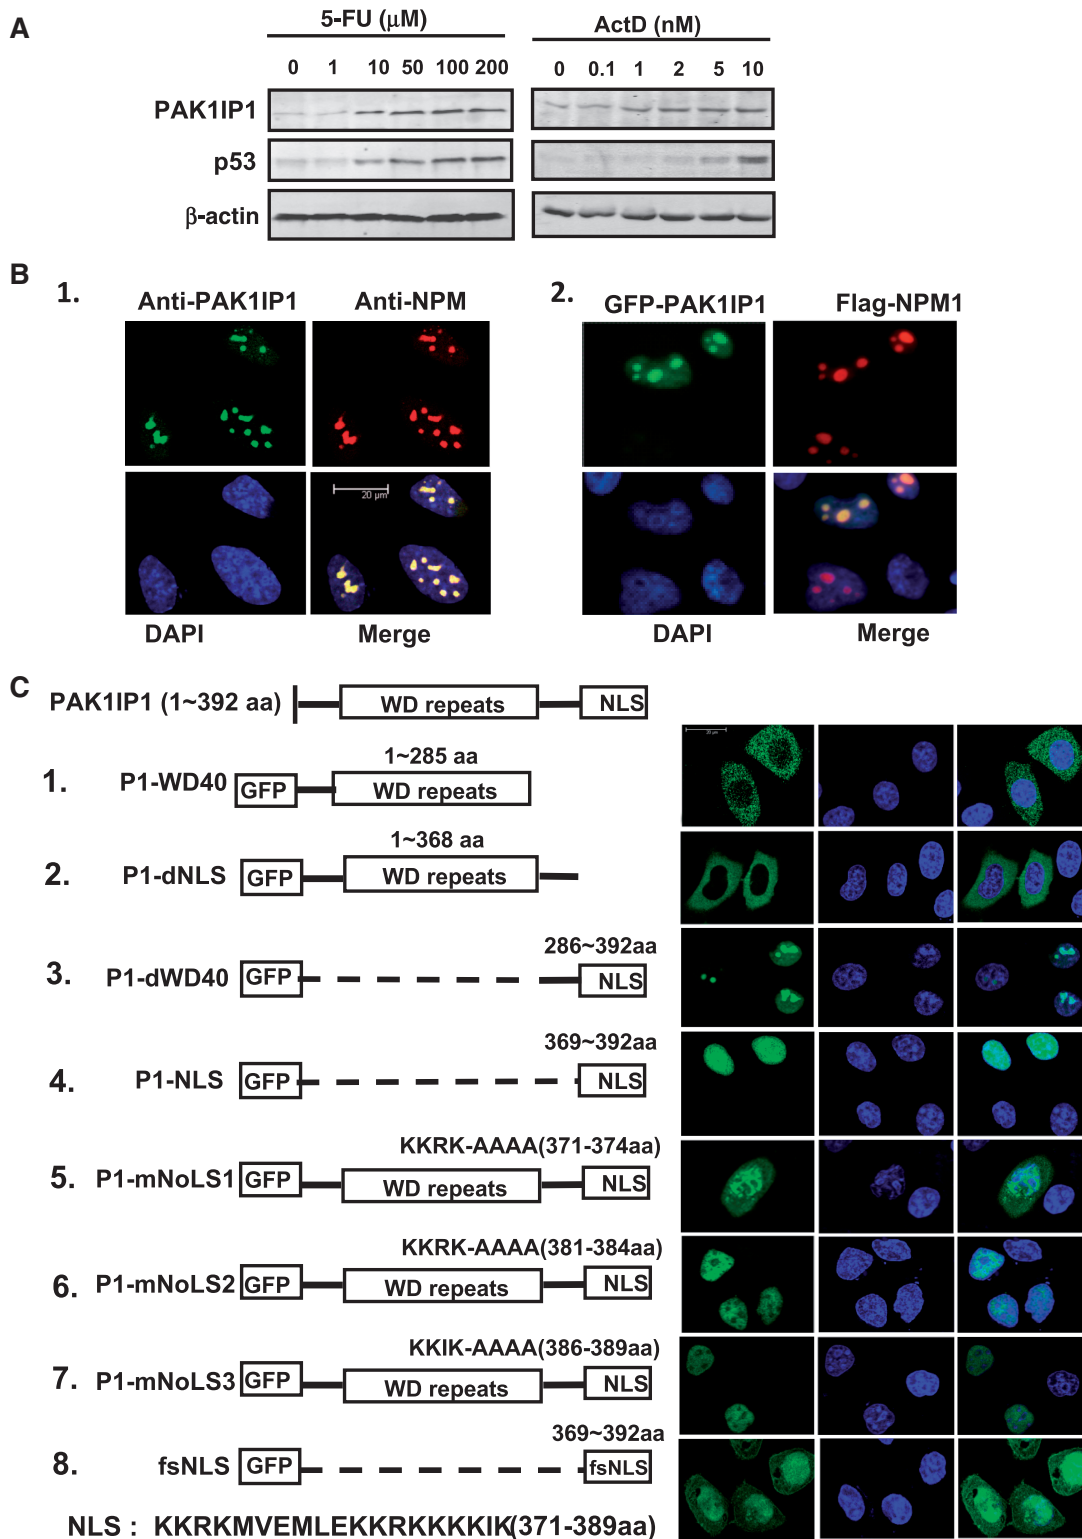 A
5-FU (μM)
ActD (nM)
0 1 10 50 100 200
0 0.1 1 2 5 10
PAK1IP1
p53
β-actin
B
1.
Anti-PAK1IP1
Anti-NPM
2.
GFP-PAK1IP1
Flag-NPM1
20 μm
DAPI
Merge
DAPI
Merge
C
PAK1IP1 (1~392 aa)
WD repeats
NLS
1.
P1-WD40
GFP
1~285 aa
WD repeats
20 μm
2.
P1-dNLS
GFP
1~368 aa
WD repeats
3.
P1-dWD40
GFP
286~392aa
NLS
4.
P1-NLS
GFP
369~392aa
NLS
5.
P1-mNoLS1
GFP
KKRK-AAAA(371-374aa)
WD repeats
NLS
6.
P1-mNoLS2
GFP
KKRK-AAAA(381-384aa)
WD repeats
NLS
7.
P1-mNoLS3
GFP
KKIK-AAAA(386-389aa)
WD repeats
NLS
8.
fsNLS
GFP
369~392aa
fsNLS
NLS : KKRKMVEMLEKKRKKKKIK(371-389aa)